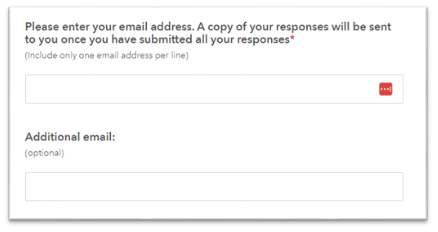 Please enter your email address. A copy of your responses will be sent
to you once you have submitted all your responses*
(Include only one email address per line)
Additional email:
(optional)